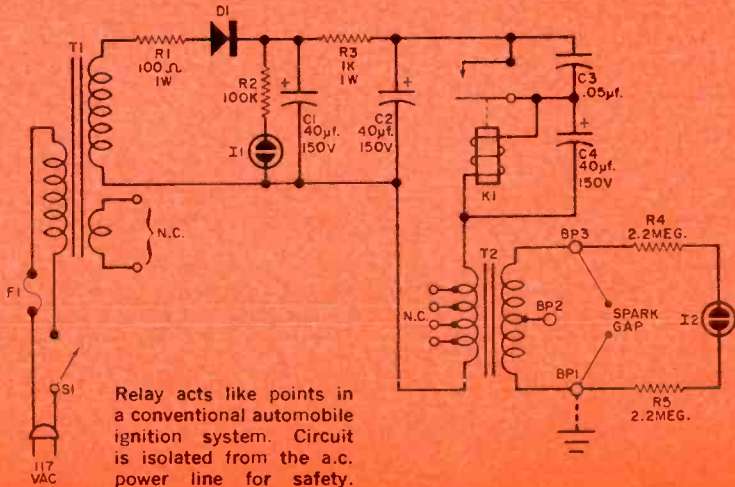 T1
R1
100Ω
1W
D1
R2
100K
I1
C1
40µf.
150V
R3
1K
1W
C2
40µf.
150V
K1
C3
.05µf.
C4
40µf.
150V
N.C.
F1
S1
117
VAC
N.C.
T2
BP3
BP2
BP1
SPARK
GAP
R4
2.2MEG.
I2
R5
2.2MEG.
Relay acts like points in
a conventional automobile
ignition system. Circuit
is isolated from the a.c.
power line for safety.